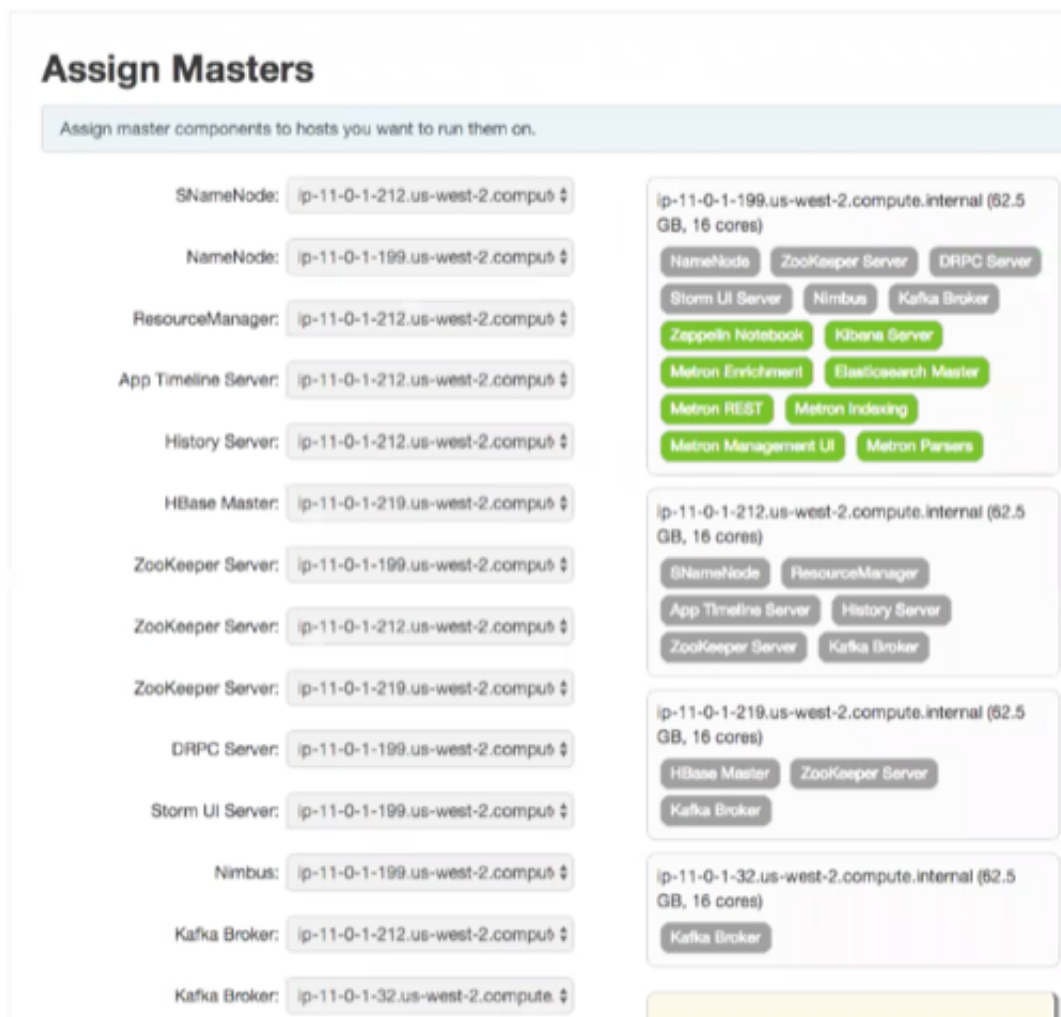 Assign Masters
Assign master components to hosts you want to run them on.
SNameNode: ip-11-0-1-212.us-west-2.comput
NameNode: ip-11-0-1-199.us-west-2.comput
ResourceManager: ip-11-0-1-212.us-west-2.comput
App Timeline Server: ip-11-0-1-212.us-west-2.comput
History Server: ip-11-0-1-212.us-west-2.comput
HBase Master: ip-11-0-1-219.us-west-2.comput
ZooKeeper Server: ip-11-0-1-199.us-west-2.comput
ZooKeeper Server: ip-11-0-1-212.us-west-2.comput
ZooKeeper Server: ip-11-0-1-219.us-west-2.comput
DRPC Server: ip-11-0-1-199.us-west-2.comput
Storm UI Server: ip-11-0-1-199.us-west-2.comput
Nimbus: ip-11-0-1-199.us-west-2.comput
Kafka Broker: ip-11-0-1-212.us-west-2.comput
Kafka Broker: ip-11-0-1-32.us-west-2.compute.
ip-11-0-1-199.us-west-2.compute.internal (62.5
GB, 16 cores)
NameNode ZooKeeper Server DRPC Server
Storm UI Server Nimbus Kafka Broker
Zeppelin Notebook Kibana Server
Metron Enrichment Elasticsearch Master
Metron REST Metron Indexing
Metron Management UI Metron Parsers
ip-11-0-1-212.us-west-2.compute.internal (62.5
GB, 16 cores)
SNameNode ResourceManager
App Timeline Server History Server
ZooKeeper Server Kafka Broker
ip-11-0-1-219.us-west-2.compute.internal (62.5
GB, 16 cores)
HBase Master ZooKeeper Server
Kafka Broker
ip-11-0-1-32.us-west-2.compute.internal (62.5
GB, 16 cores)
Kafka Broker